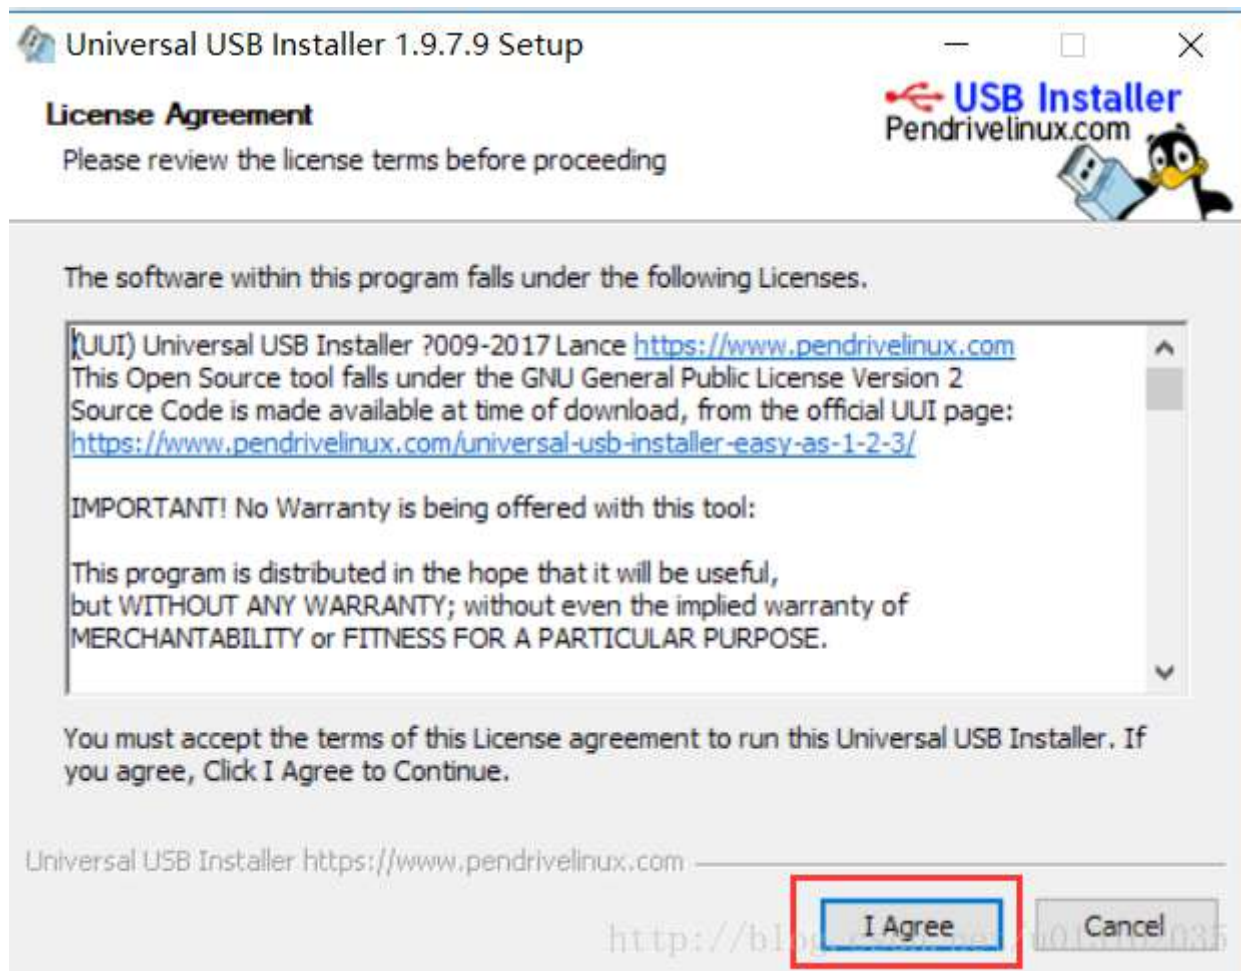 Universal USB Installer 1.9.7.9 Setup
License Agreement
Please review the license terms before proceeding
USB Installer
Pendrivelinux.com
The software within this program falls under the following Licenses.
(UUI) Universal USB Installer ?009-2017 Lance https://www.pendrivelinux.com
This Open Source tool falls under the GNU General Public License Version 2
Source Code is made available at time of download, from the official UUI page:
https://www.pendrivelinux.com/universal-usb-installer-easy-as-1-2-3/
IMPORTANT! No Warranty is being offered with this tool:
This program is distributed in the hope that it will be useful,
but WITHOUT ANY WARRANTY; without even the implied warranty of
MERCHANTABILITY or FITNESS FOR A PARTICULAR PURPOSE.
You must accept the terms of this License agreement to run this Universal USB Installer. If
you agree, Click I Agree to Continue.
Universal USB Installer https://www.pendrivelinux.com
I Agree
Cancel